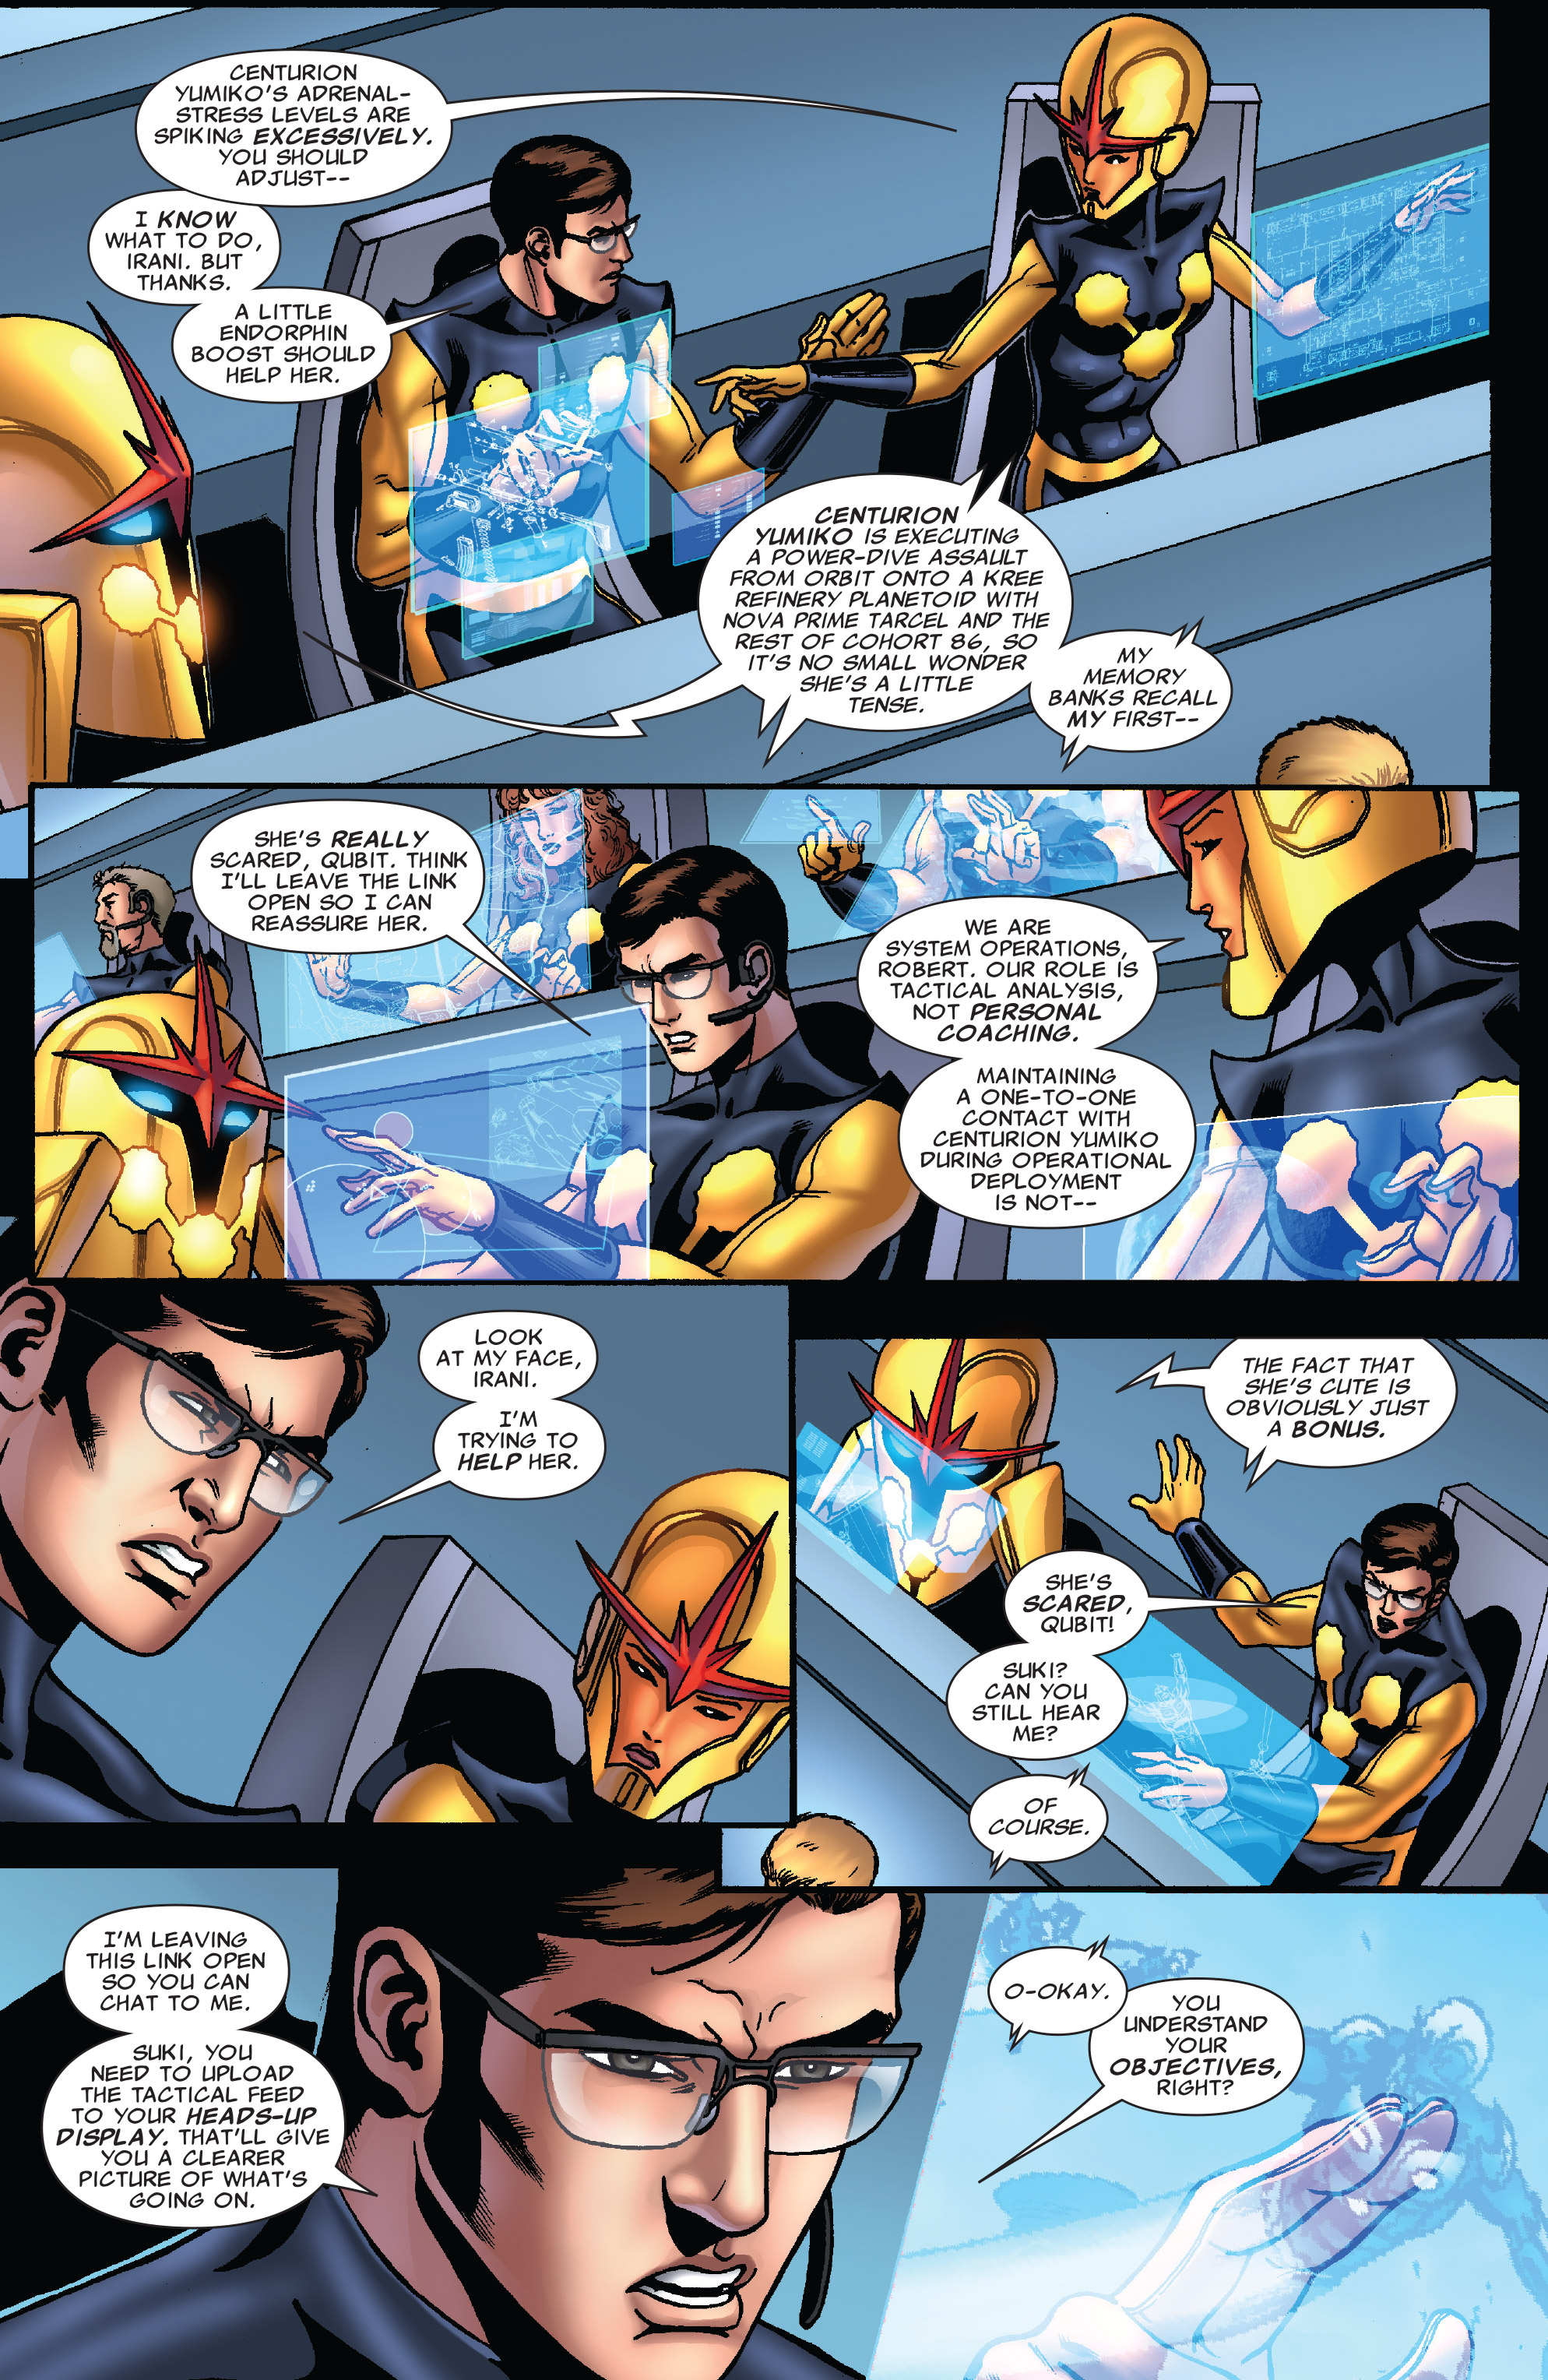 CENTURION
YUMIKO'S ADRENAL-
STRESS LEVELS ARE
SPIKING EXCESSIVELY.
YOU SHOULD
ADJUST--
I KNOW
WHAT TO DO,
IRANI. BUT
THANKS.
A LITTLE
ENDORPHIN
BOOST SHOULD
HELP HER.
CENTURION
YUMIKO IS EXECUTING
A POWER-DIVE ASSAULT
FROM ORBIT ONTO A KREE
REFINERY PLANETOID WITH
NOVA PRIME TARCEL AND THE
REST OF COHORT 86, SO
IT'S NO SMALL WONDER
SHE'S A LITTLE
TENSE.
MY
MEMORY
BANKS RECALL
MY FIRST--
SHE'S REALLY
SCARED, QUBIT. THINK
I'LL LEAVE THE LINK
OPEN SO I CAN
REASSURE HER.
WE ARE
SYSTEM OPERATIONS,
ROBERT. OUR ROLE IS
TACTICAL ANALYSIS,
NOT PERSONAL
COACHING.
MAINTAINING
A ONE-TO-ONE
CONTACT WITH
CENTURION YUMIKO
DURING OPERATIONAL
DEPLOYMENT
IS NOT--
LOOK
AT MY FACE,
IRANI.
I'M
TRYING TO
HELP HER.
THE FACT THAT
SHE'S CUTE IS
OBVIOUSLY JUST
A BONUS.
SHE'S
SCARED,
QUBIT!
SUKI?
CAN YOU
STILL HEAR
ME?
OF
COURSE.
I'M LEAVING
THIS LINK OPEN
SO YOU CAN
CHAT TO ME.
SUKI, YOU
NEED TO UPLOAD
THE TACTICAL FEED
TO YOUR HEADS-UP
DISPLAY. THAT'LL GIVE
YOU A CLEARER
PICTURE OF WHAT'S
GOING ON.
O-OKAY.
YOU
UNDERSTAND
YOUR
OBJECTIVES,
RIGHT?